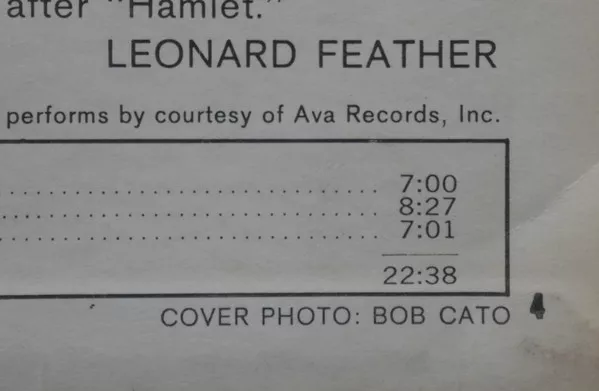 after "Hamlet."
LEONARD FEATHER
performs by courtesy of Ava Records, Inc.
................................ 7:00
................................ 8:27
................................ 7:01
22:38
COVER PHOTO: BOB CATO 4